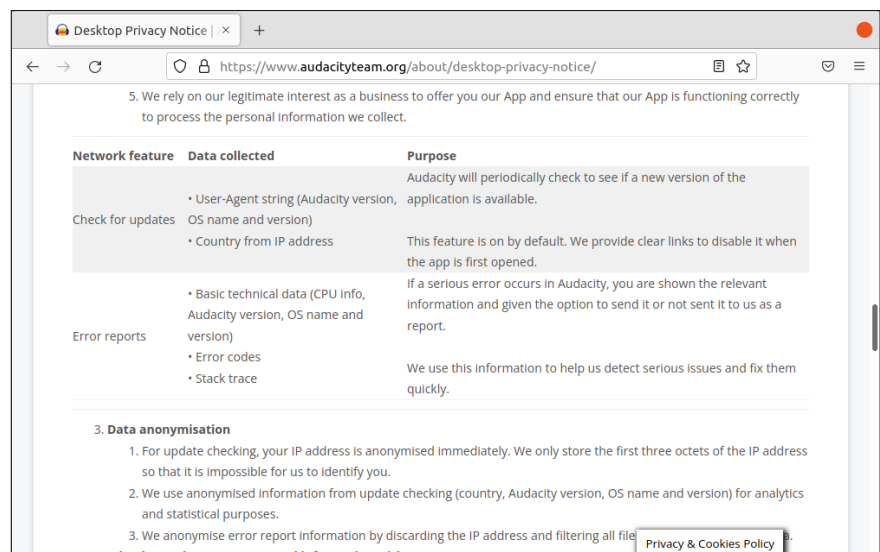 Desktop Privacy Notice |
https://www.audacityteam.org/about/desktop-privacy-notice/
5. We rely on our legitimate interest as a business to offer you our App and ensure that our App is functioning correctly
to process the personal information we collect.
Network feature Data collected Purpose
Check for updates
• User-Agent string (Audacity version,
OS name and version)
• Country from IP address
Audacity will periodically check to see if a new version of the
application is available.
This feature is on by default. We provide clear links to disable it when
the app is first opened.
Error reports
• Basic technical data (CPU info,
Audacity version, OS name and
version)
• Error codes
• Stack trace
If a serious error occurs in Audacity, you are shown the relevant
information and given the option to send it or not sent it to us as a
report.
We use this information to help us detect serious issues and fix them
quickly.
3. Data anonymisation
1. For update checking, your IP address is anonymised immediately. We only store the first three octets of the IP address
so that it is impossible for us to identify you.
2. We use anonymised information from update checking (country, Audacity version, OS name and version) for analytics
and statistical purposes.
3. We anonymise error report information by discarding the IP address and filtering all file
Privacy & Cookies Policy